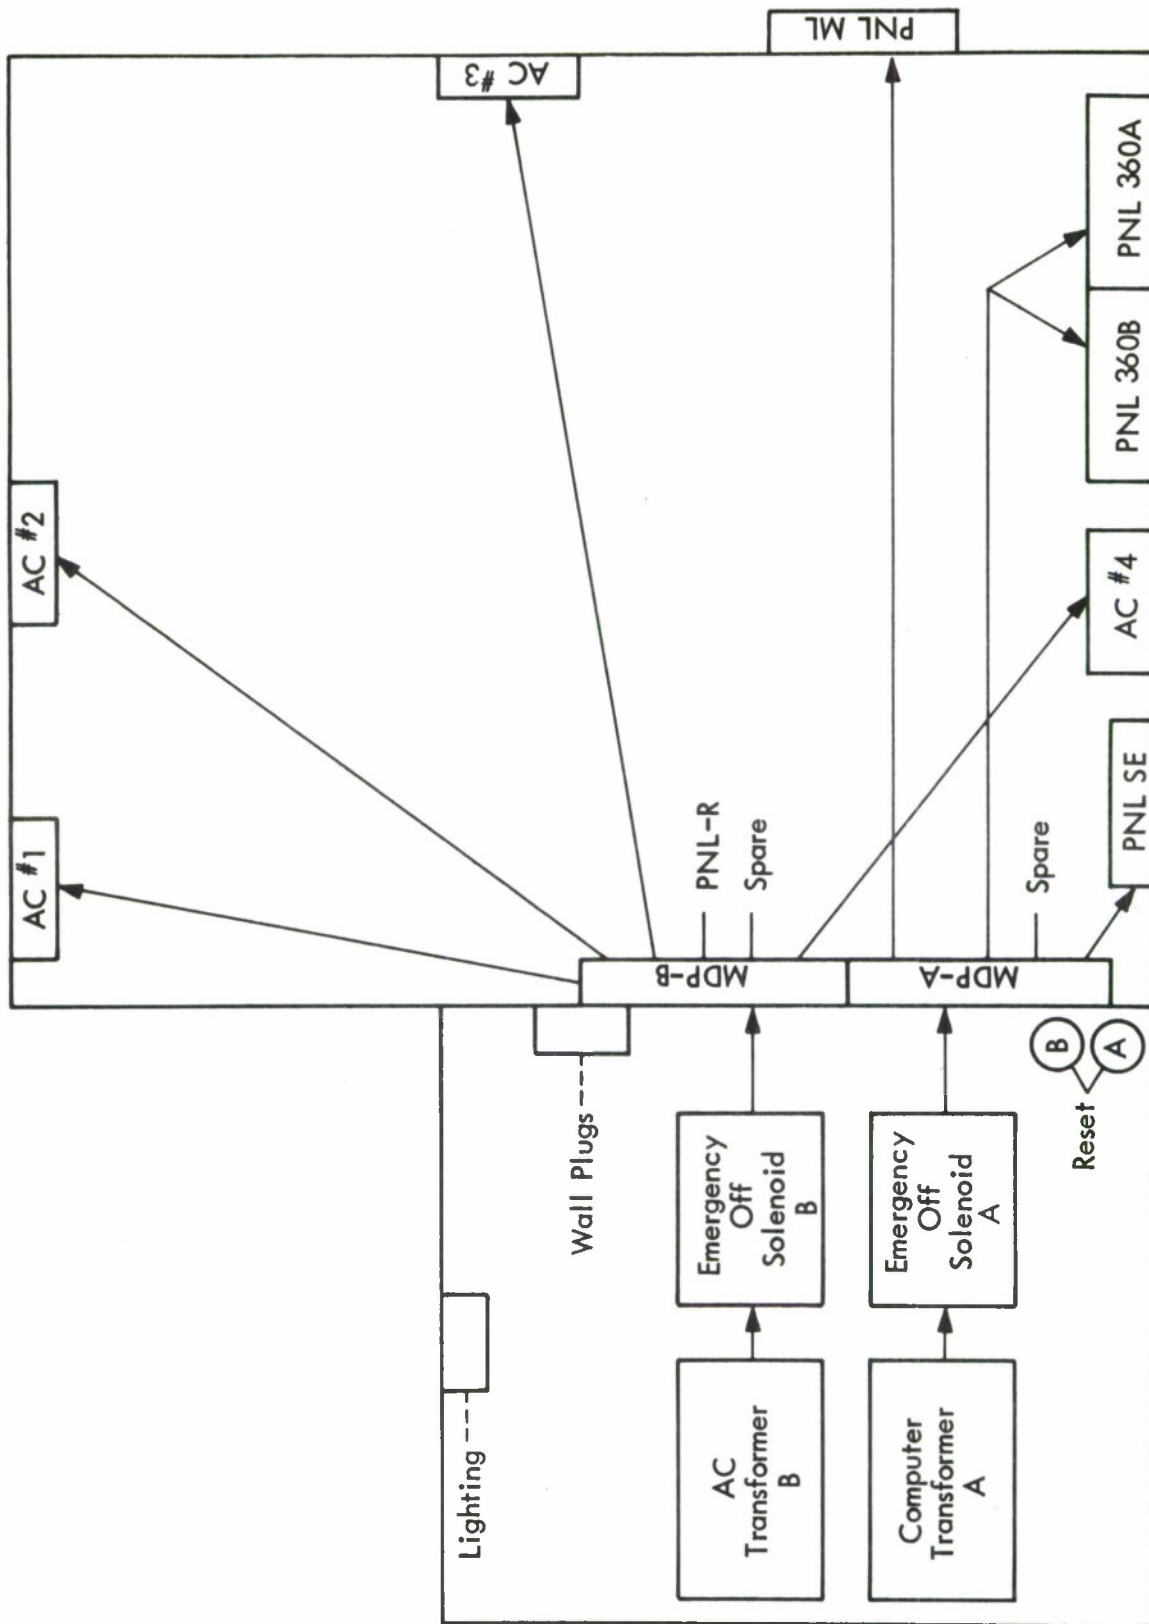 AC #1
AC #2
AC #3
PNL ML
PNL-R
Spare
MDP-B
MDP-A
Spare
AC #4
PNL 360B
PNL 360A
PNL SE
Lighting
Wall Plugs
AC
Transformer
B
Emergency
Off
Solenoid
B
Computer
Transformer
A
Emergency
Off
Solenoid
A
Reset
B
A